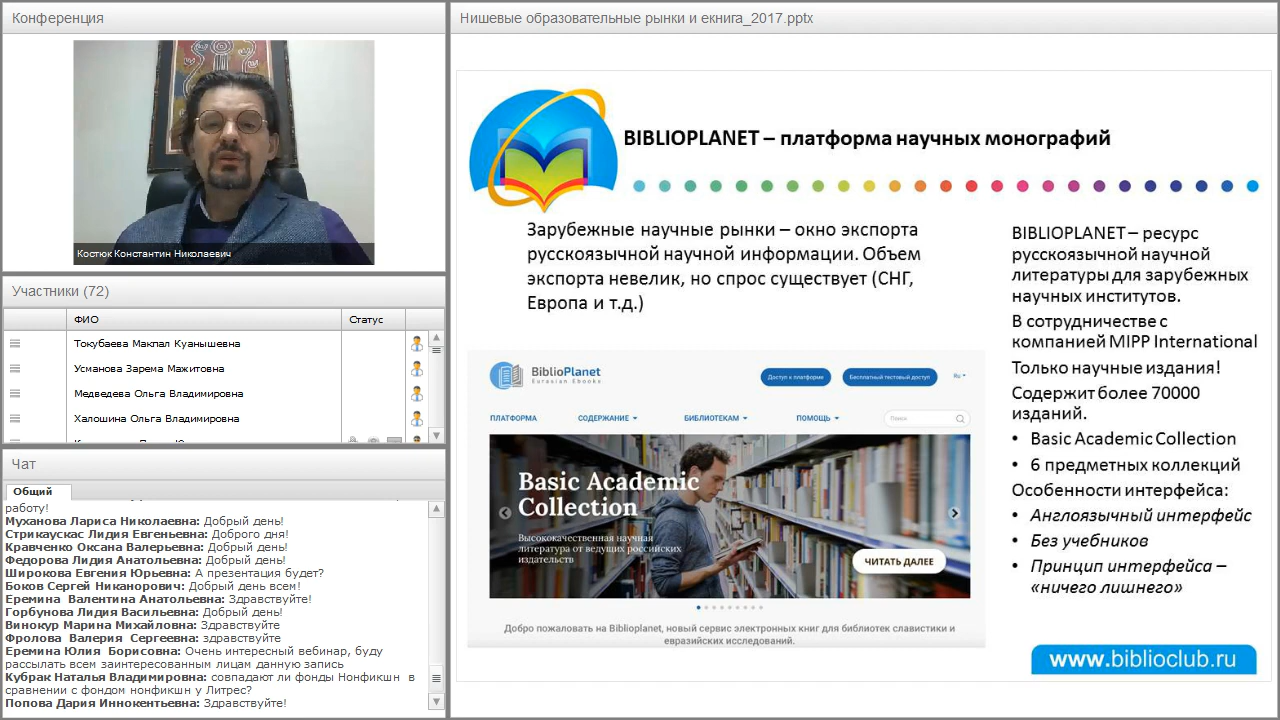 Конференция
Костюк Константин Николаевич
Участники (72)
ФИО
Статус
Токубаева Макпал Куанышевна
Усманова Зарема Мажитовна
Медведева Ольга Владимировна
Халошина Ольга Владимировна
Чат
Общий
работу!
Муханова Лариса Николаевна: Добрый день!
Стрикаускас Лидия Евгеньевна: Доброго дня!
Кравченко Оксана Валерьевна: Добрый день!
Федорова Лидия Анатольевна: Добрый день!
Широкова Евгения Юрьевна: А презентация будет?
Боков Сергей Никанорович: Добрый день всем!
Еремина Валентина Анатольевна: Здравствуйте!
Горбунова Лидия Васильевна: Добрый день!
Винокур Марина Михайловна: Здравствуйте
Фролова Валерия Сергеевна: здравствуйте
Еремина Юлия Борисовна: Очень интересный вебинар, буду
рассылать всем заинтересованым лицам данную запись
Кубрак Наталья Владимировна: совпадают ли фонды Нонфикшн в
сравнении с фондом нонфикшн у Литрес?
Попова Дария Иннокентьевна: Здравствуйте!
Нишевые образовательные рынки и екнига_2017.pptx
BIBLIOPLANET – платформа научных монографий
Зарубежные научные рынки – окно экспорта
русскоязычной научной информации. Объем
экспорта невелик, но спрос существует (СНГ,
Европа и т.д.)
BiblioPlanet
Eurasian Ebooks
Доступ к платформе
Бесплатный тестовый доступ
Ru
ПЛАТФОРМА
СОДЕРЖАНИЕ
БИБЛИОТЕКАМ
ПОМОЩЬ
Поиск
Basic Academic
Collection
Высококачественная научная
литература от ведущих российских
издательств
ЧИТАТЬ ДАЛЕЕ
Добро пожаловать на Biblioplanet, новый сервис электронных книг для библиотек славистики и
евразийских исследований.
BIBLIOPLANET – ресурс
русскоязычной научной
литературы для зарубежных
научных институтов.
В сотрудничестве с
компанией MIPP International
Только научные издания!
Содержит более 70000
изданий.
• Basic Academic Collection
• 6 предметных коллекций
Особенности интерфейса:
• Англоязычный интерфейс
• Без учебников
• Принцип интерфейса –
«ничего лишнего»
www.biblioclub.ru